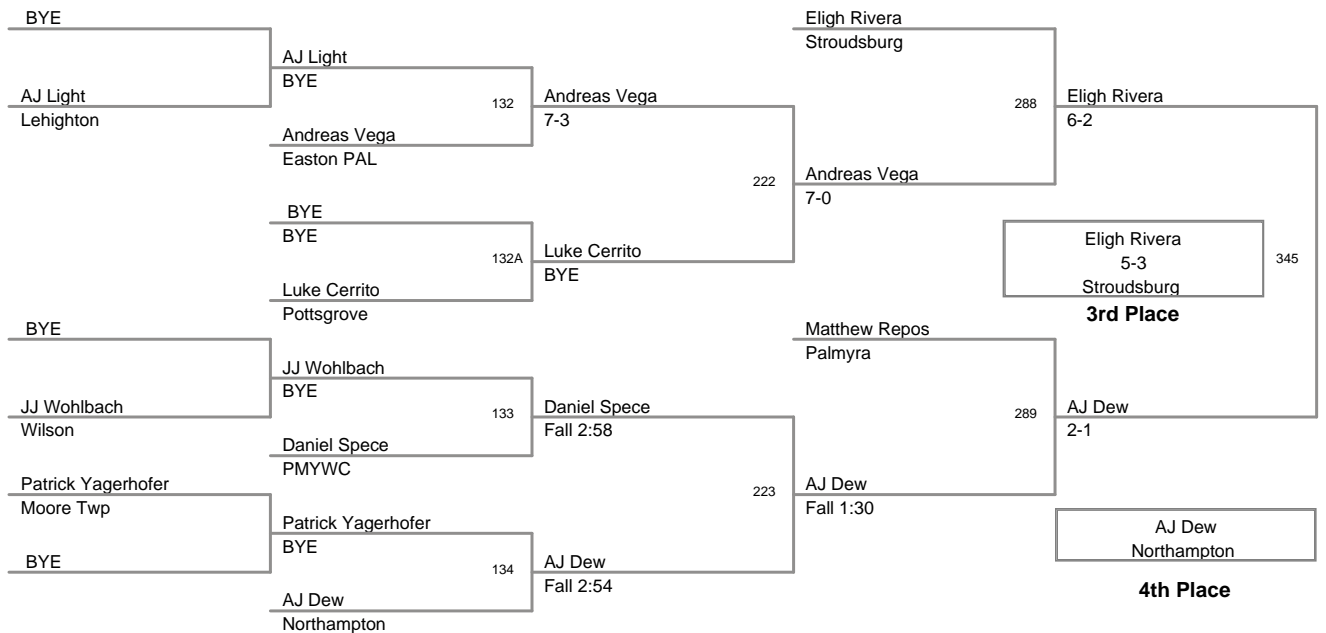 BYE
AJ Light
Lehighton
AJ Light
BYE
132
Andreas Vega
Easton PAL
Andreas Vega
7-3
BYE
BYE
132A
Luke Cerrito
Pottsgrove
Luke Cerrito
BYE
222
Andreas Vega
7-0
Eligh Rivera
Stroudsburg
288
Eligh Rivera
6-2
Eligh Rivera
5-3
Stroudsburg
345
3rd Place
BYE
JJ Wohlbach
Wilson
JJ Wohlbach
BYE
133
Daniel Spece
PMYWC
Daniel Spece
Fall 2:58
Patrick Yagerhofer
Moore Twp
BYE
Patrick Yagerhofer
BYE
134
AJ Dew
Northampton
AJ Dew
Fall 2:54
223
AJ Dew
Fall 1:30
Matthew Repos
Palmyra
289
AJ Dew
2-1
AJ Dew
Northampton
4th Place